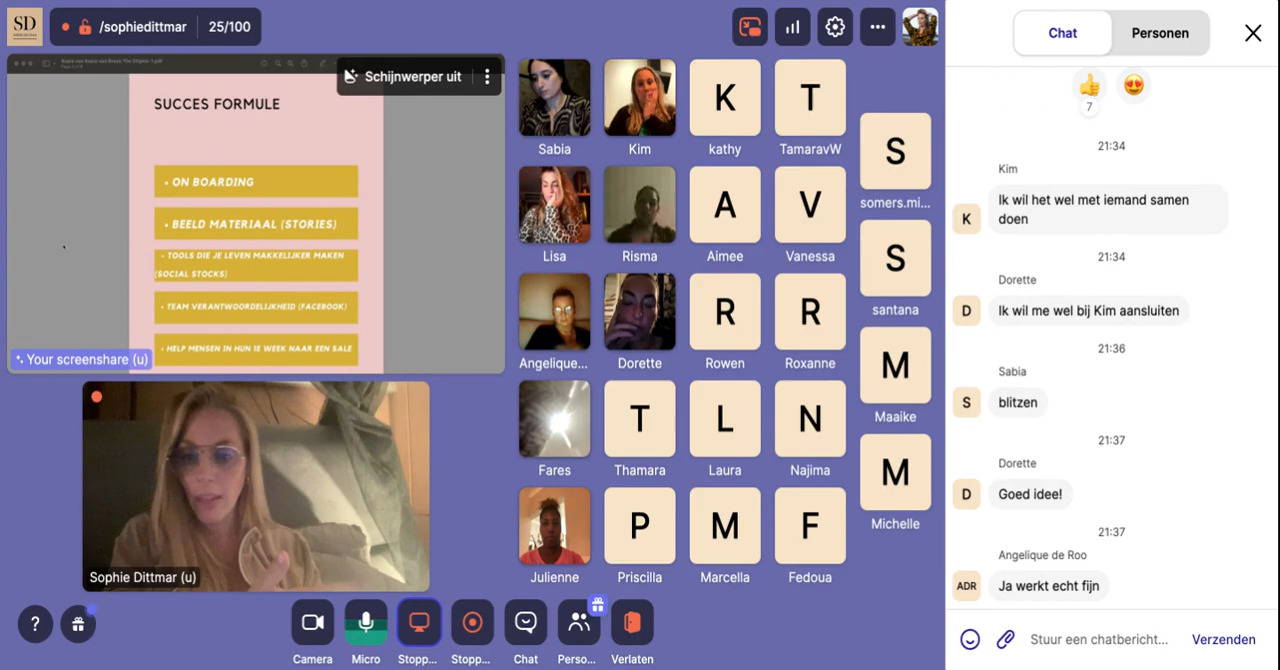 SD
/sophiedittmar
25/100
Schijnwerper uit
SUCCES FORMULE
• ON BOARDING
• BEELD MATERIAAL (STORIES)
• TOOLS DIE JE LEVEN MAKKELIJKER MAKEN
(SOCIAL STOCKS)
• TEAM VERANTWOORDELIJKHEID (FACEBOOK)
• HELP MENSEN IN HUN 1E WEEK NAAR EEN SALE
Your screenshare (u)
Sophie Dittmar (u)
Sabia
Kim
K
kathy
T
TamaravW
Lisa
Risma
A
Aimee
V
Vanessa
Angelique...
Dorette
R
Rowen
R
Roxanne
Fares
T
Thamara
L
Laura
N
Najima
Julienne
P
Priscilla
M
Marcella
F
Fedoua
S
somers.mi...
S
santana
M
Maaike
M
Michelle
?
Camera
Micro
Stopp...
Stopp...
Chat
Perso...
Verlaten
Chat
Personen
7
21:34
Kim
K
Ik wil het wel met iemand samen
doen
21:34
Dorette
D
Ik wil me wel bij Kim aansluiten
21:36
Sabia
S
blitzen
21:37
Dorette
D
Goed idee!
21:37
Angelique de Roo
ADR
Ja werkt echt fijn
Stuur een chatbericht...
Verzenden